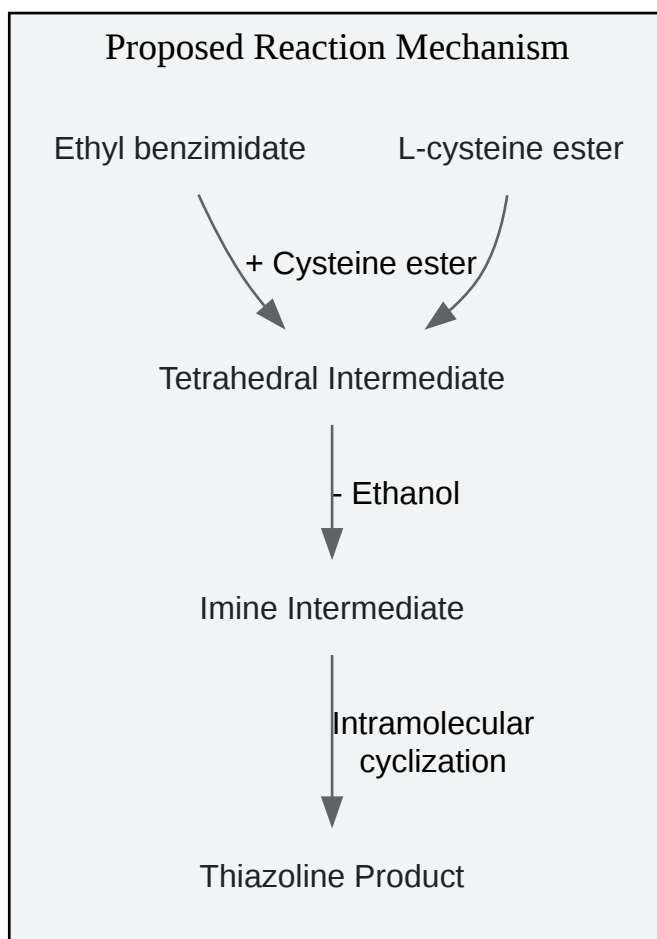 Proposed Reaction Mechanism
Ethyl benzimidate
L-cysteine ester
+ Cysteine ester
Tetrahedral Intermediate
- Ethanol
Imine Intermediate
Intramolecular
cyclization
Thiazoline Product